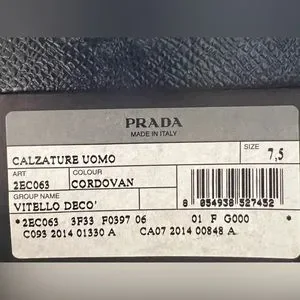 PRADA
MADE IN ITALY
SIZE 7,5
CALZATURE UOMO
ART COLOUR
2EC063 CORDOVAN
GROUP NAME
VITELLO DECO' 8 054938 527452
*2EC063 3F33 F0397 06 01 F G000
C093 2014 01330 A CA07 2014 00848 A